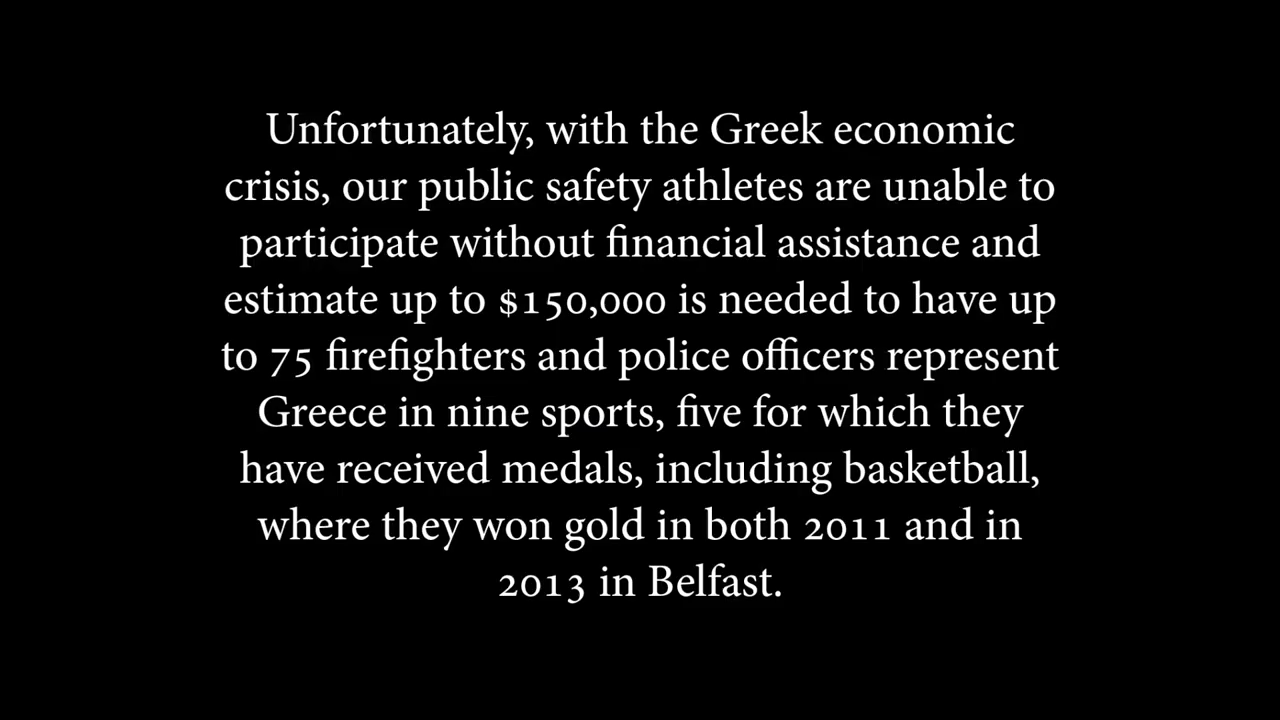 Unfortunately, with the Greek economic
crisis, our public safety athletes are unable to
participate without financial assistance and
estimate up to $150,000 is needed to have up
to 75 firefighters and police officers represent
Greece in nine sports, five for which they
have received medals, including basketball,
where they won gold in both 2011 and in
2013 in Belfast.